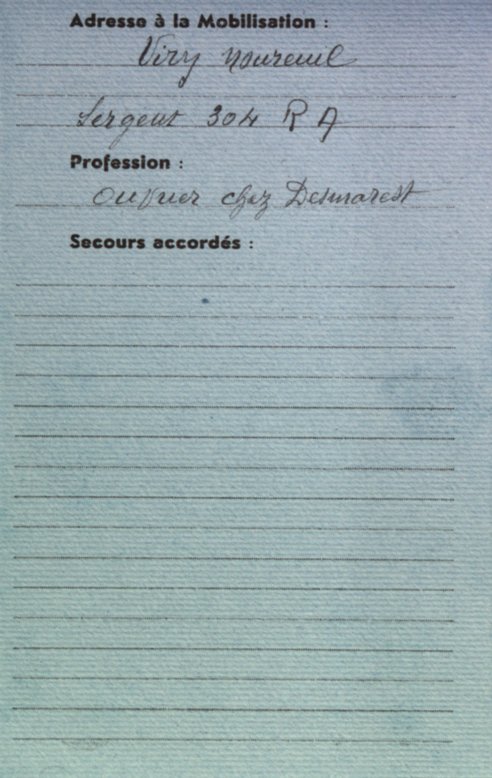 Adresse à la Mobilisation :
Viry Noureuil
Sergent 304 R A
Profession :
Ouvrier chez Desmarest
Secours accordés :